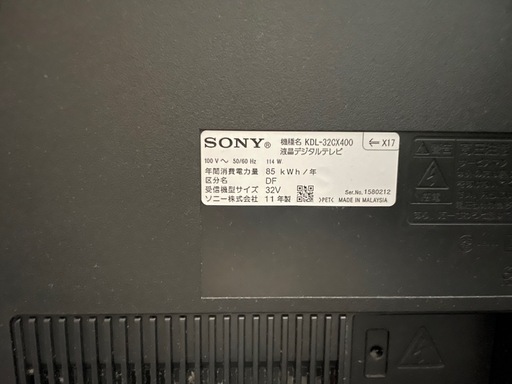 SONY® 機種名 KDL-32CX400
液晶デジタルテレビ
X17
100 V～ 50/60 Hz 114 W
年間消費電力量 85 kWh/年
区分名 DF
受信機型サイズ 32V
ソニー株式会社 11年製
Ser.No. 1580212
>PET< MADE IN MALAYSIA